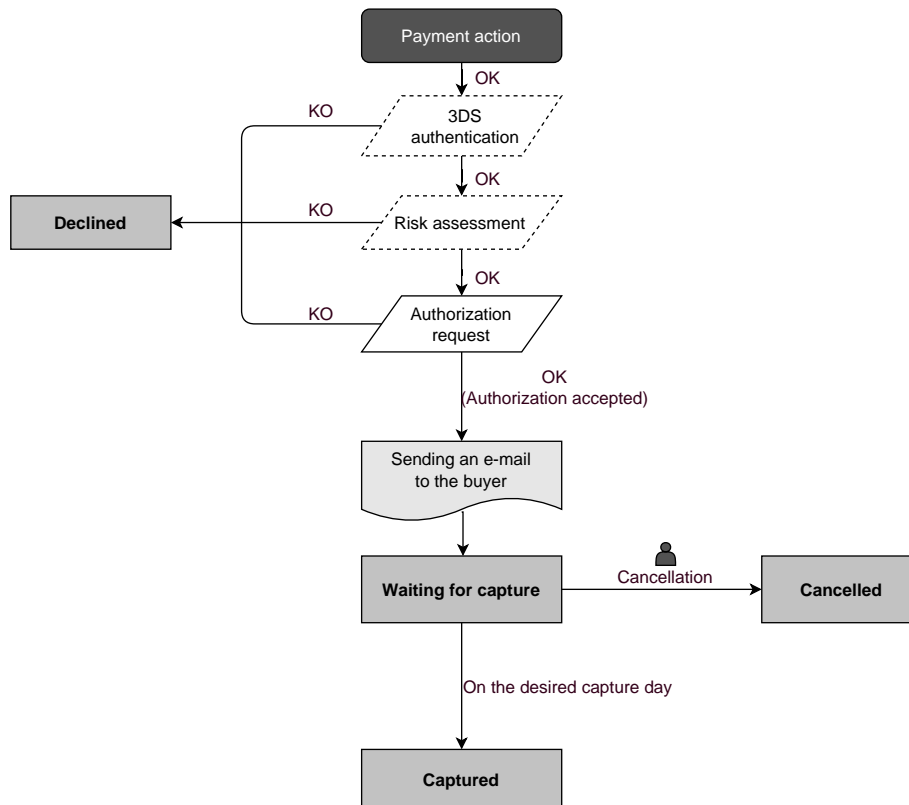 Payment action
OK
KO
3DS
authentication
OK
Declined
KO
Risk assessment
OK
KO
Authorization
request
OK
(Authorization accepted)
Sending an e-mail
to the buyer
Waiting for capture
Cancellation
Cancelled
On the desired capture day
Captured